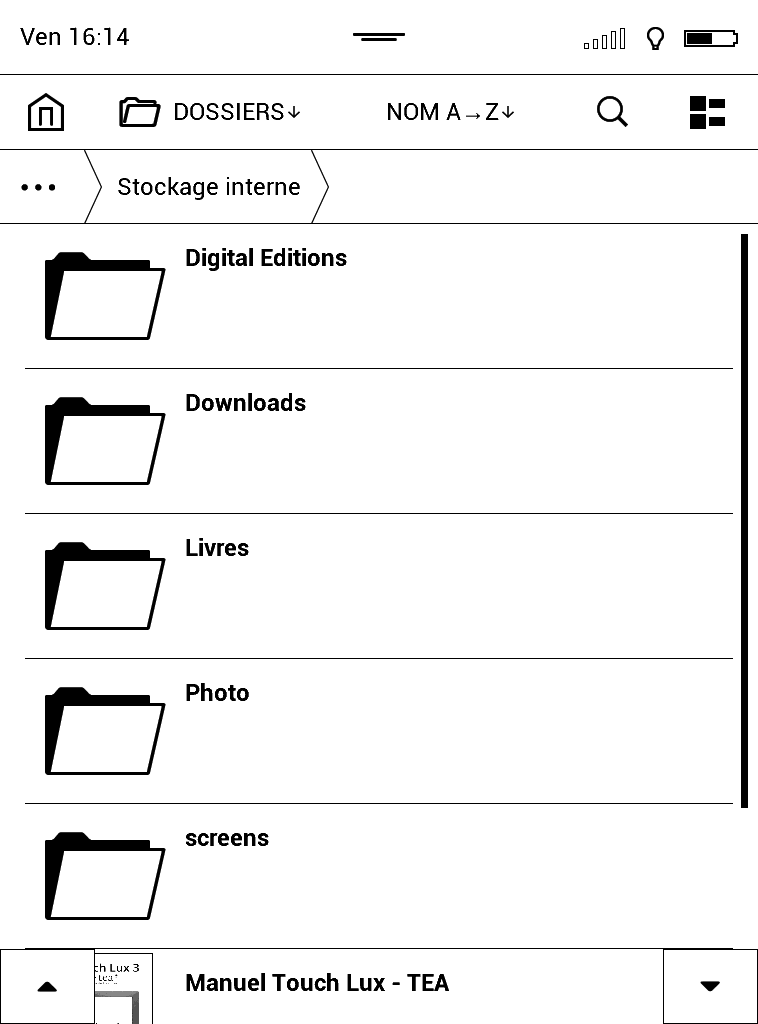 Ven 16:14
DOSSIERS↓
NOM A→Z↓
... Stockage interne
Digital Editions
Downloads
Livres
Photo
screens
ch Lux 3
Manuel Touch Lux - TEA